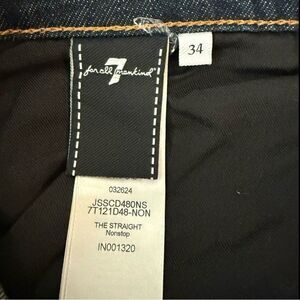 7
for all mankind
34
032624
JSSCD480NS
7T121D48-NON
THE STRAIGHT
Nonstop
IN001320